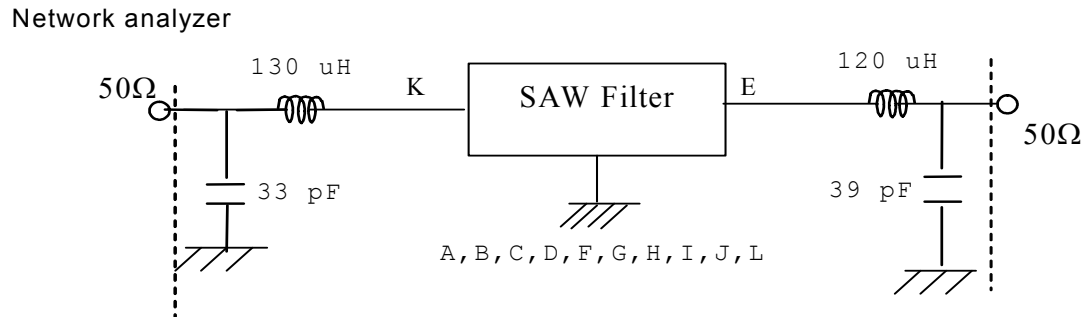 Network analyzer
130 uH
120 uH
50Ω
K
SAW Filter
E
50Ω
33 pF
39 pF
A,B,C,D,F,G,H,I,J,L